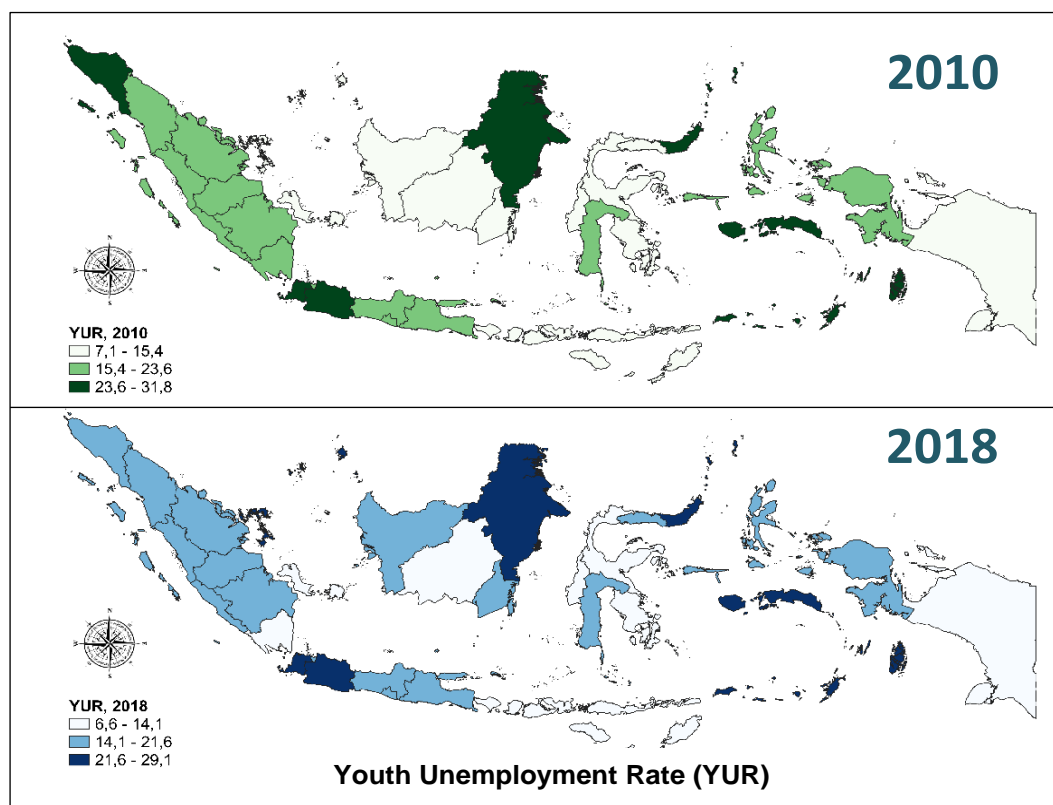 2010
N
W E
S
YUR, 2010
7,1 - 15,4
15,4 - 23,6
23,6 - 31,8
2018
N
W E
S
YUR, 2018
6,6 - 14,1
14,1 - 21,6
21,6 - 29,1
Youth Unemployment Rate (YUR)